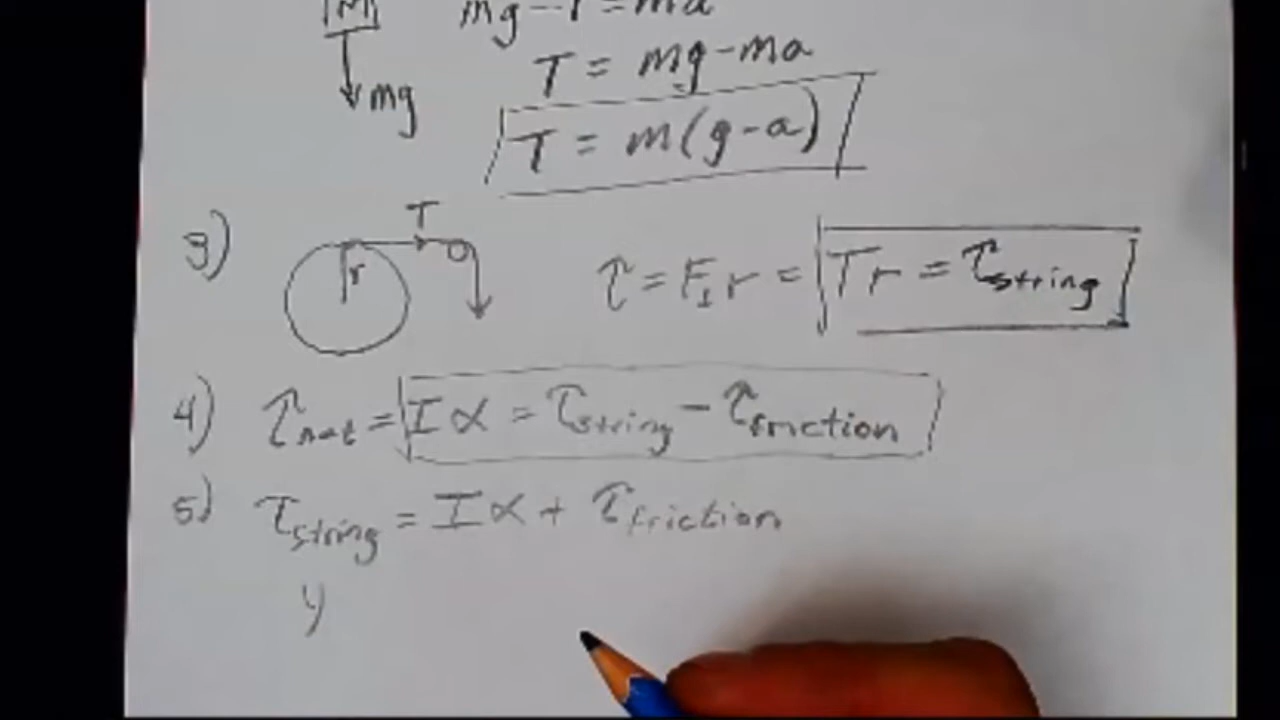 M mg - T = ma
mg
T = mg - ma
T = m(g - a)
3) T r τ = F⊥r = Tr = τstring
4) τnet = Iα = τstring - τfriction
5) τstring = Iα + τfriction
y